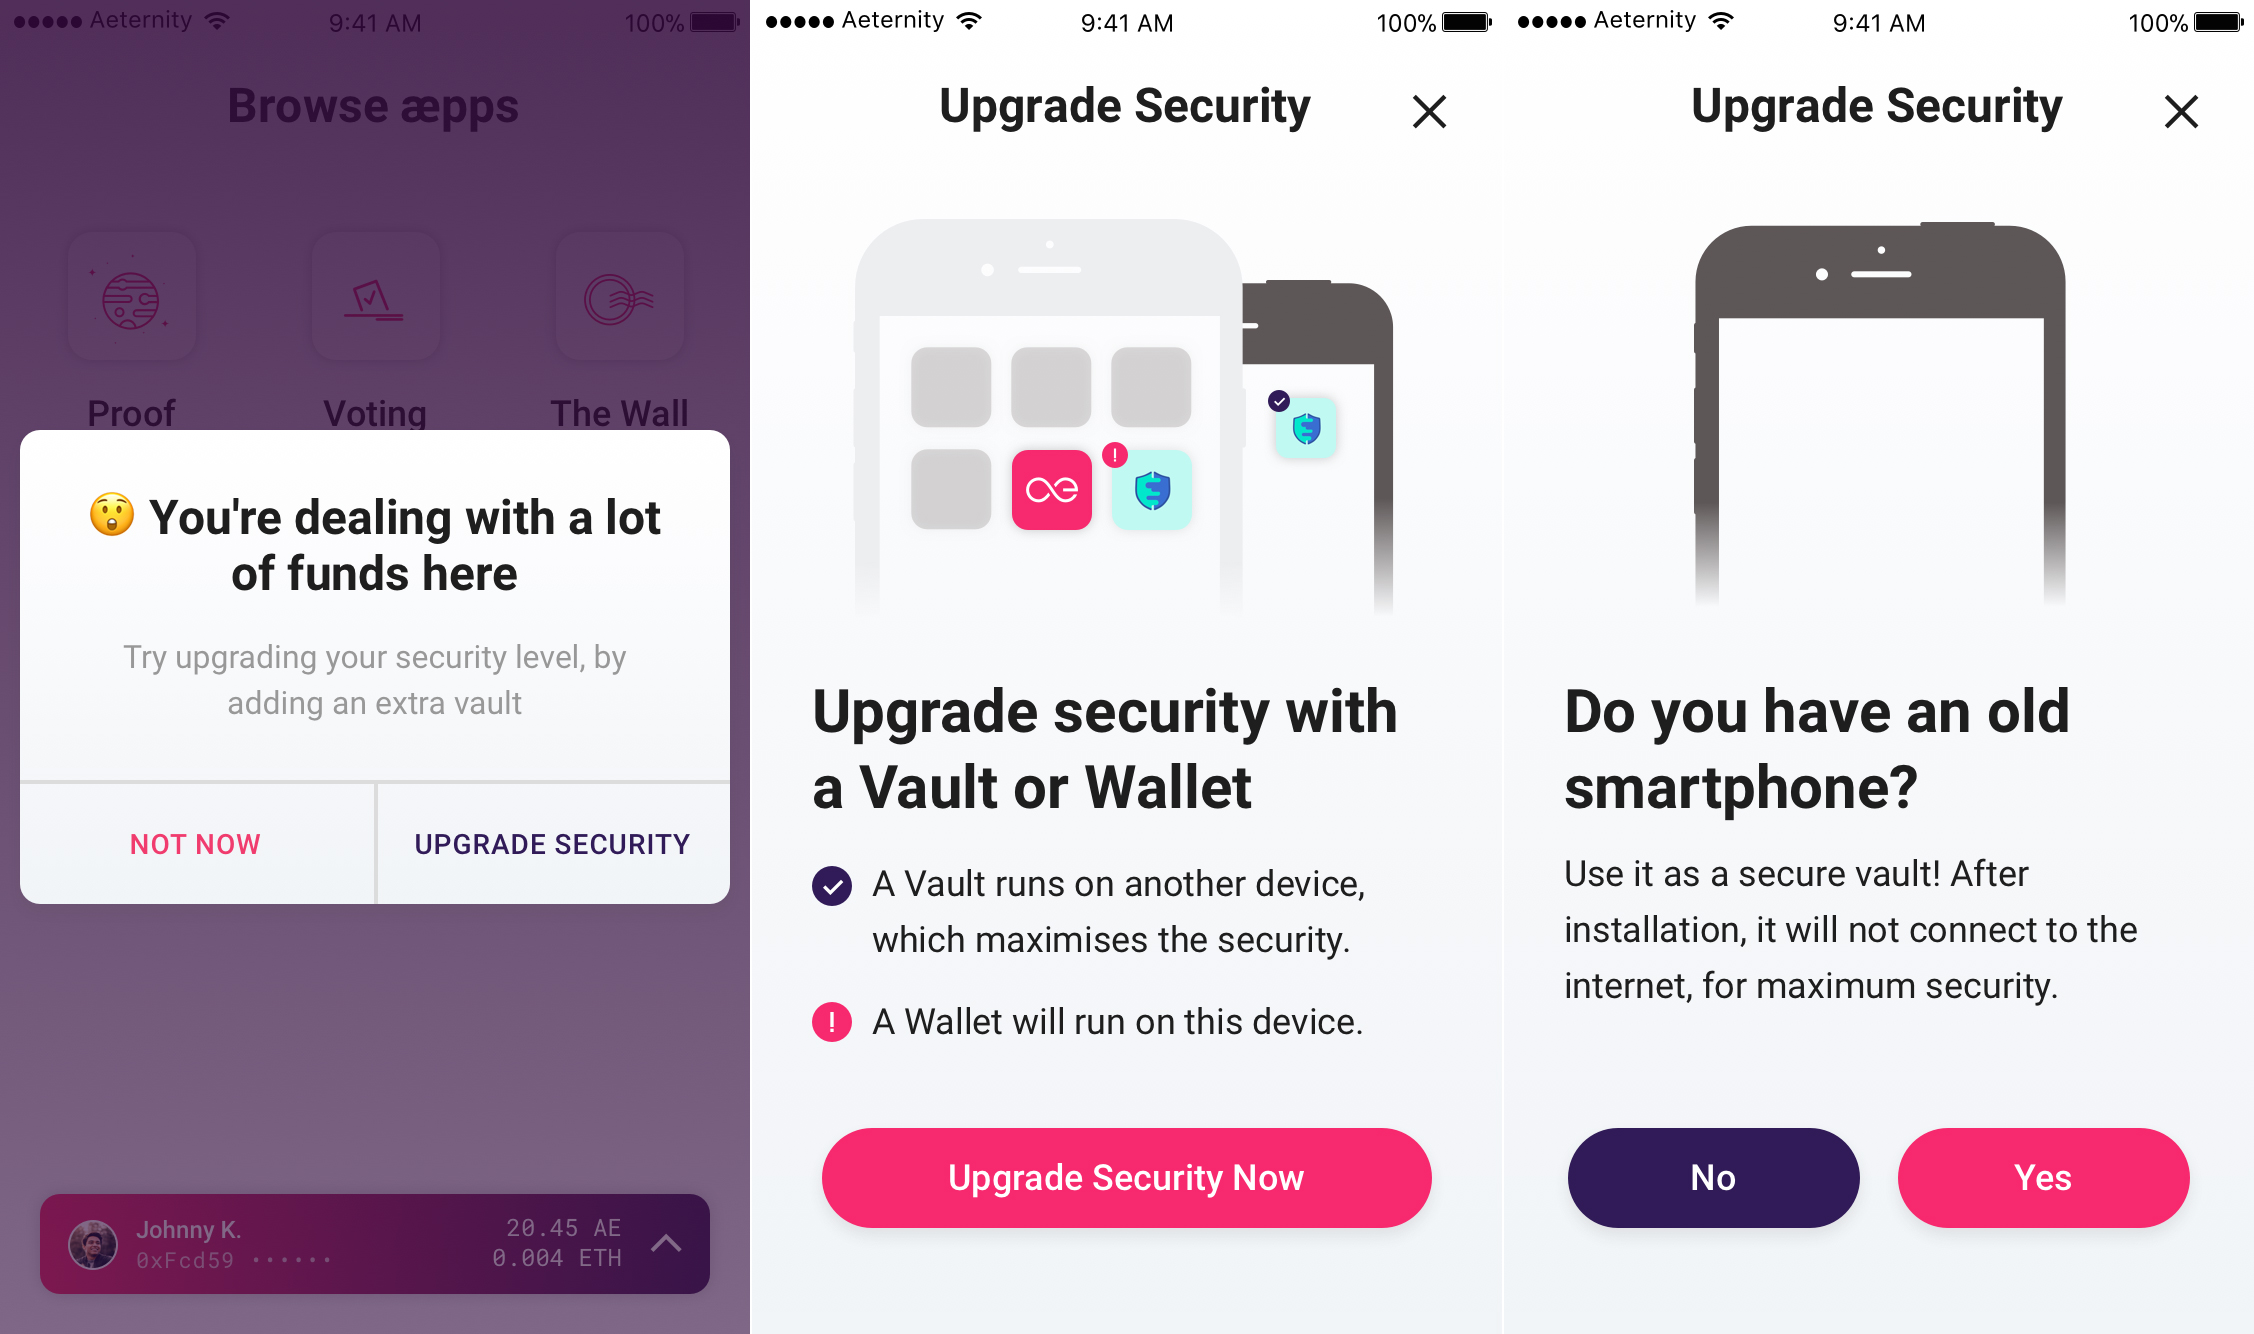 Aeternity 9:41 AM 100%
Browse æpps
Proof Voting The Wall
😲 You're dealing with a lot
of funds here
Try upgrading your security level, by
adding an extra vault
NOT NOW UPGRADE SECURITY
Johnny K. 20.45 AE
0xFcd59 ······ 0.004 ETH
Aeternity 9:41 AM 100%
Upgrade Security
!
Upgrade security with
a Vault or Wallet
A Vault runs on another device,
which maximises the security.
! A Wallet will run on this device.
Upgrade Security Now
Aeternity 9:41 AM 100%
Upgrade Security
Do you have an old
smartphone?
Use it as a secure vault! After
installation, it will not connect to the
internet, for maximum security.
No Yes